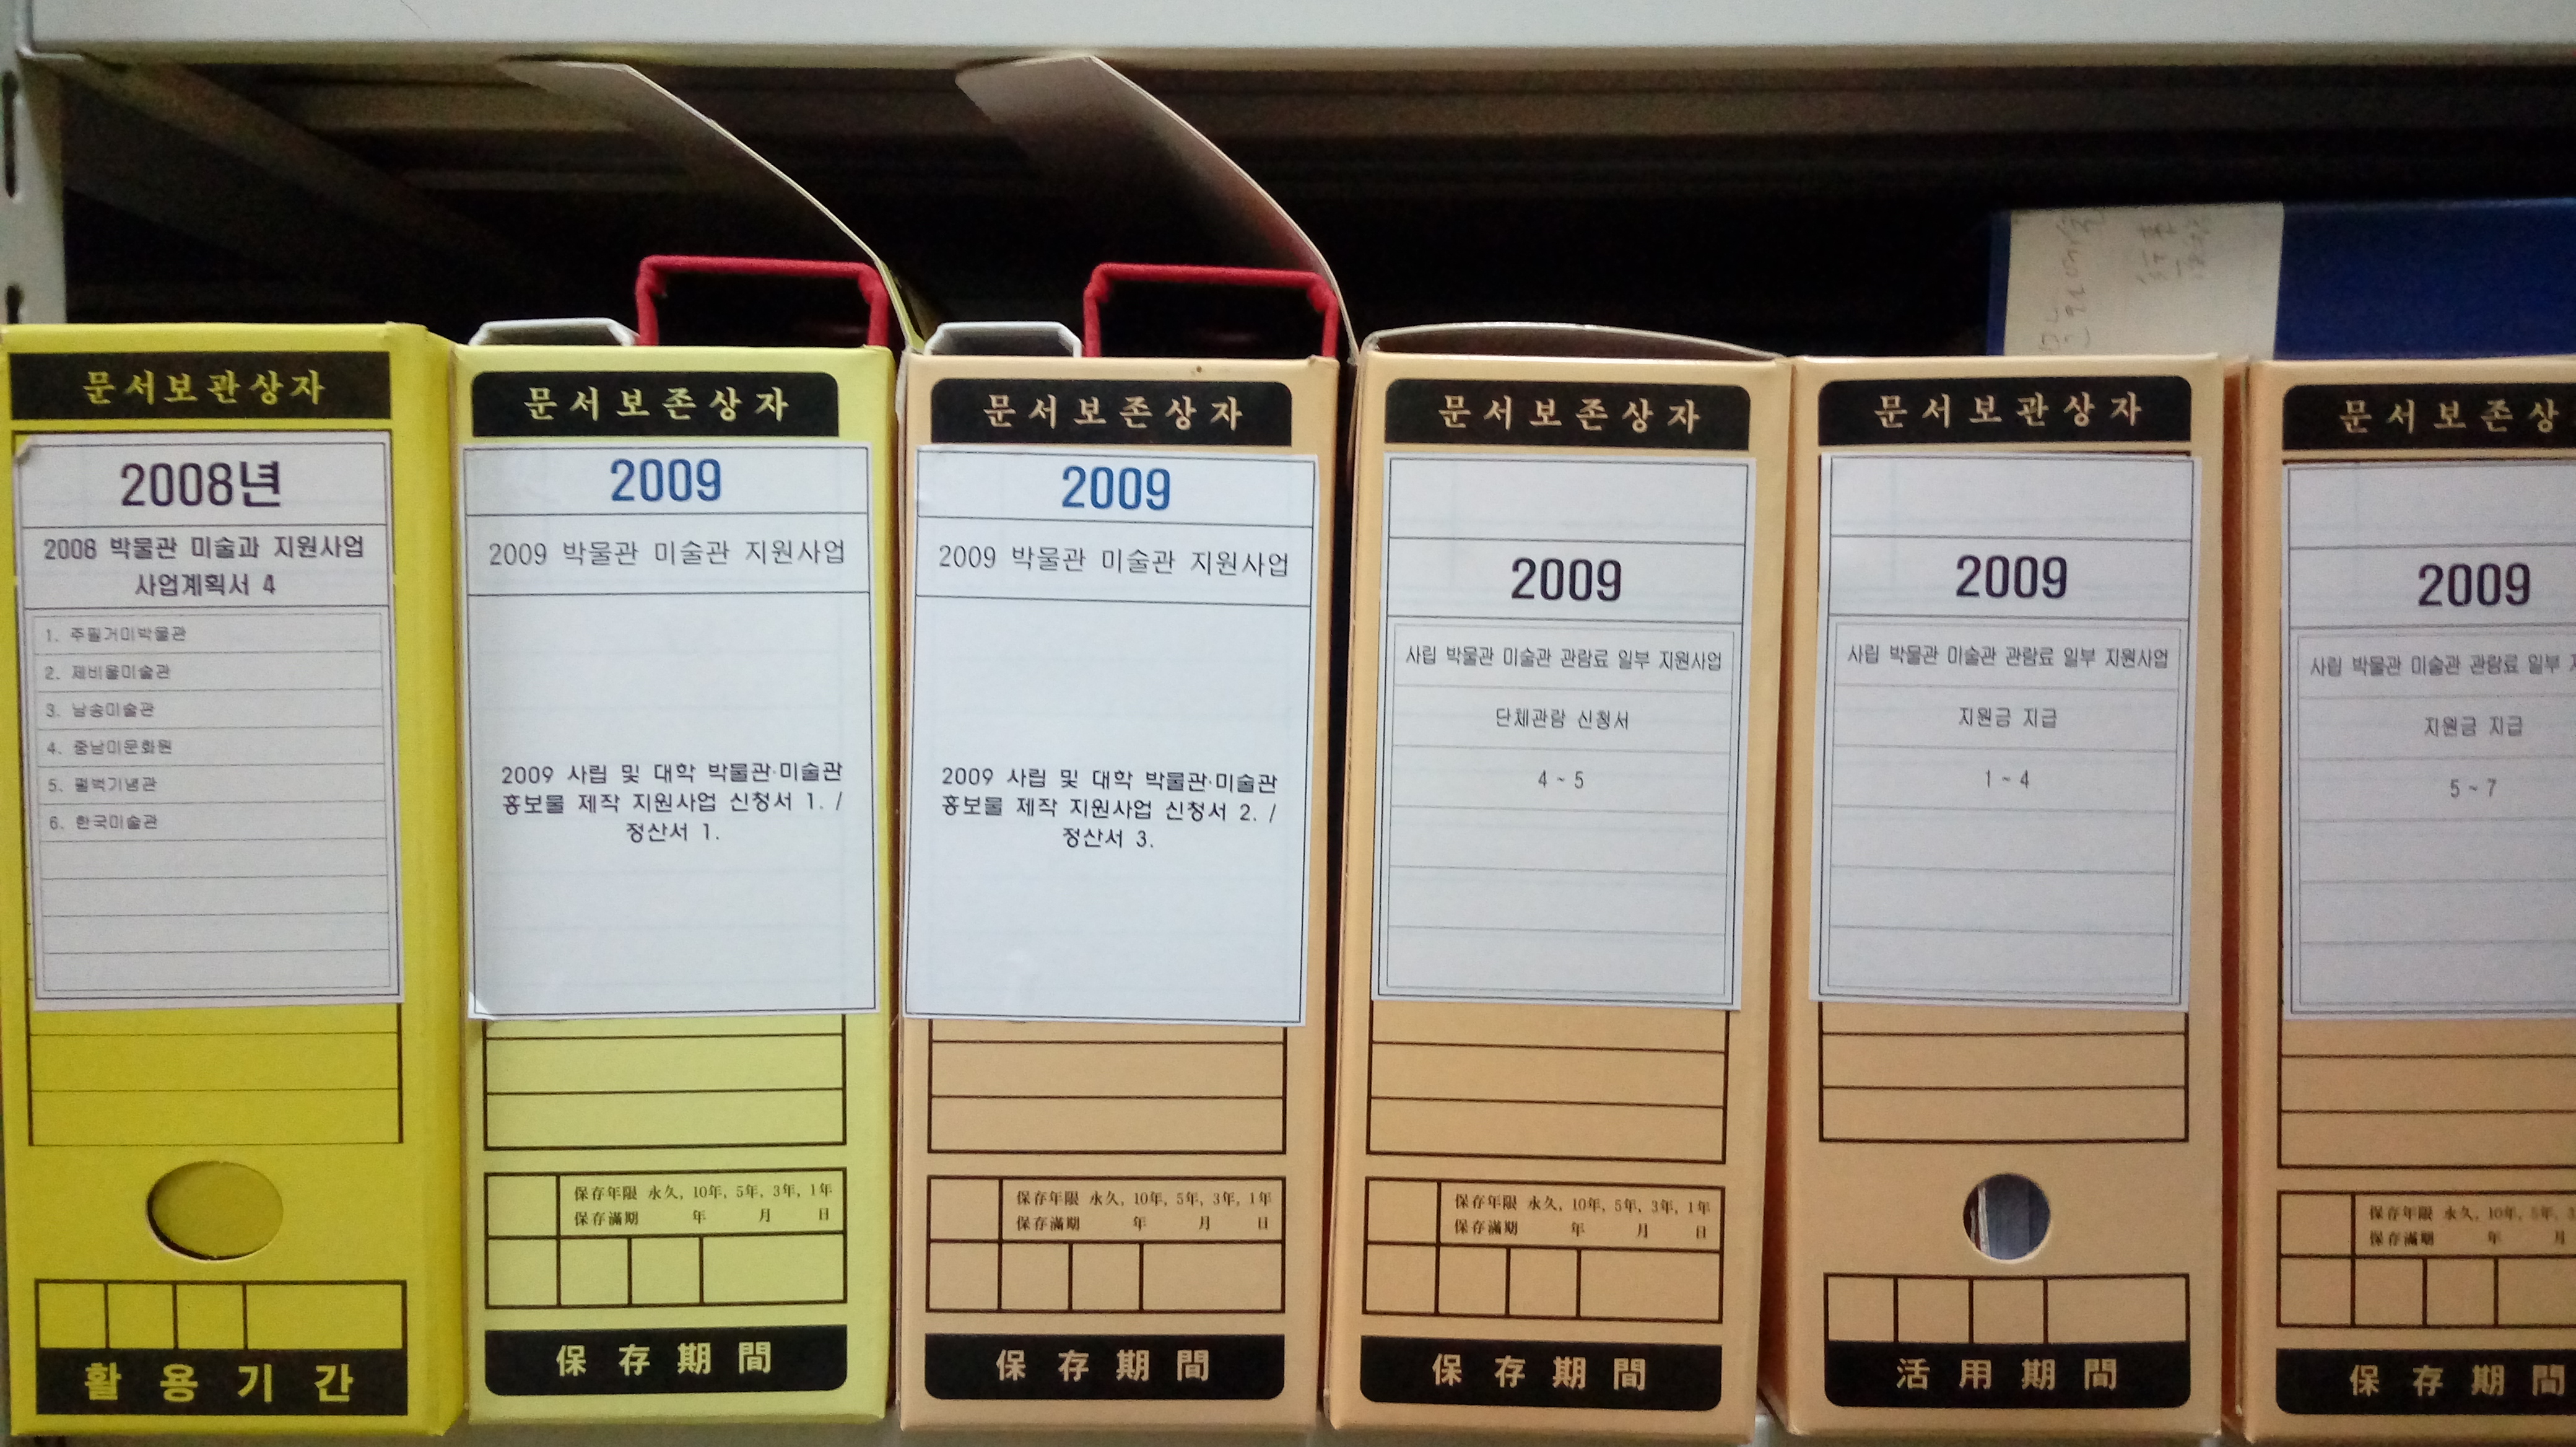 문서보관상자
2008년
2008 박물관 미술과 지원사업
사업계획서 4
1. 주필거미박물관
2. 제비울미술관
3. 남송미술관
4. 중남미문화원
5. 월벽기념관
6. 한국미술관
활용기간
문서보존상자
2009
2009 박물관 미술관 지원사업
2009 사립 및 대학 박물관·미술관
홍보물 제작 지원사업 신청서 1. /
정산서 1.
保存年限 永久, 10年, 5年, 3年, 1年
保存滿期 年 月 日
保存期間
문서보존상자
2009
2009 박물관 미술관 지원사업
2009 사립 및 대학 박물관·미술관
홍보물 제작 지원사업 신청서 2. /
정산서 3.
保存年限 永久, 10年, 5年, 3年, 1年
保存滿期 年 月 日
保存期間
문서보존상자
2009
사립 박물관 미술관 관람료 일부 지원사업
단체관람 신청서
4 ~ 5
保存年限 永久, 10年, 5年, 3年, 1年
保存滿期 年 月 日
保存期間
문서보관상자
2009
사립 박물관 미술관 관람료 일부 지원사업
지원금 지급
1 ~ 4
活用期間
문서보존상
2009
사립 박물관 미술관 관람료 일부
지원금 지급
5 ~ 7
保存年限 永久, 10年, 5年, 3
保存滿期 年 月
保存期間